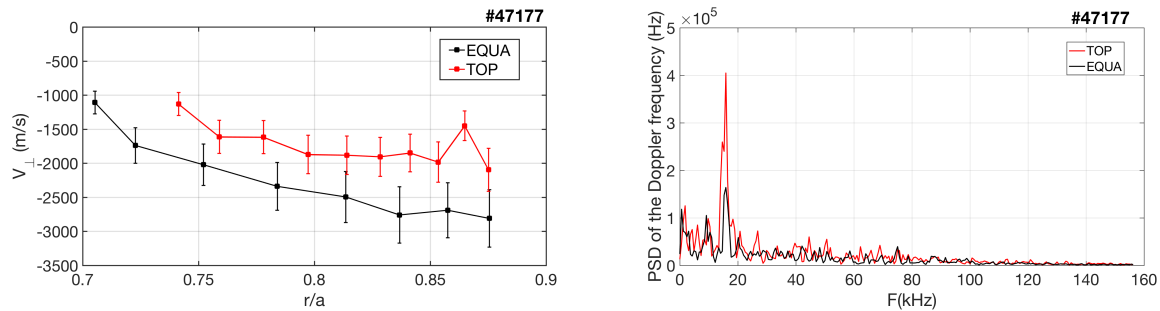 #47177
0
-500
-1000
-1500
-2000
-2500
-3000
-3500
V⊥ (m/s)
0.7 0.75 0.8 0.85 0.9
r/a
EQUA
TOP
#47177
×10⁵
5
4
3
2
1
0
PSD of the Doppler frequency (Hz)
0 20 40 60 80 100 120 140 160
F(kHz)
TOP
EQUA